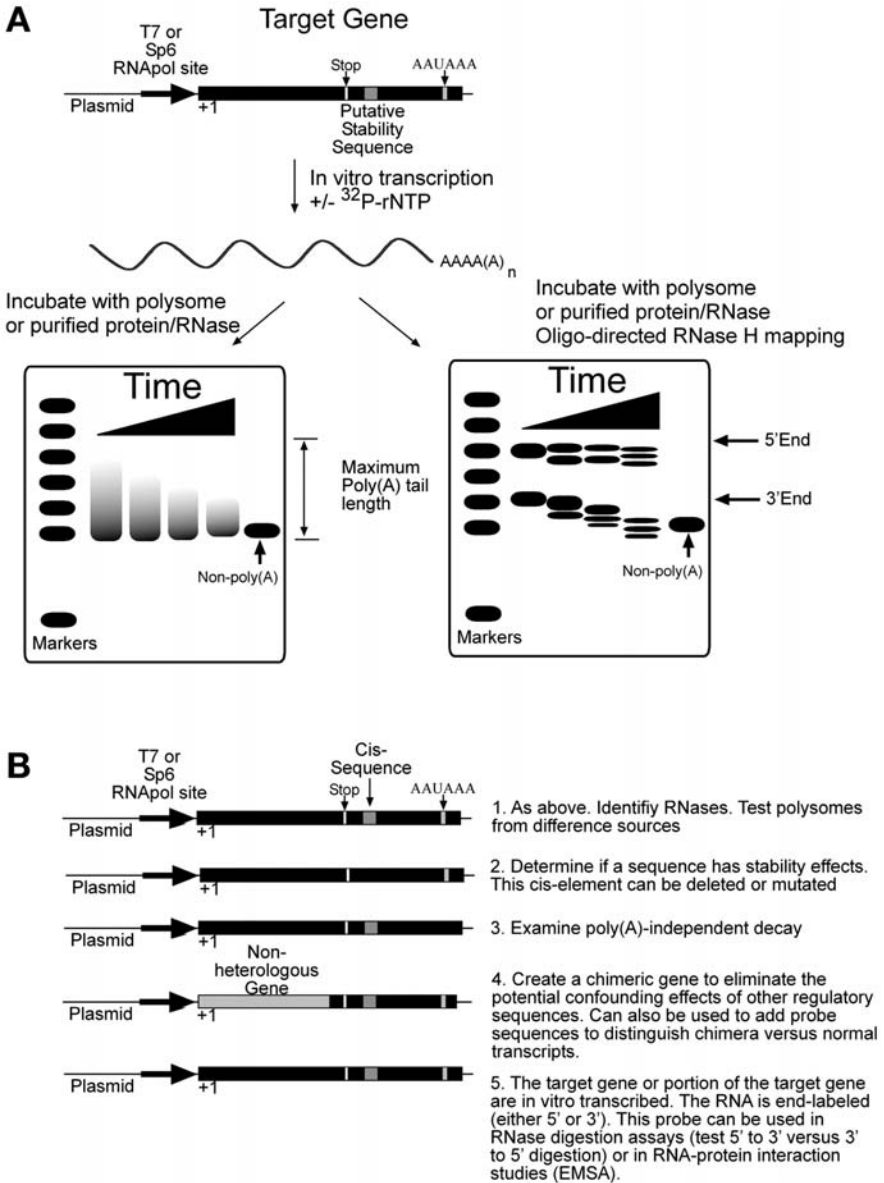 A
Target Gene
T7 or
Sp6
RNApol site
Stop
AAUAAA
Plasmid
+1
Putative
Stability
Sequence
In vitro transcription
+/- 32P-rNTP
AAAA(A)n
Incubate with polysome
or purified protein/RNase
Incubate with polysome
or purified protein/RNase
Oligo-directed RNase H mapping
Time
Maximum
Poly(A) tail
length
Non-poly(A)
Markers
Time
5'End
3'End
Non-poly(A)
Markers
B
T7 or
Sp6
RNApol site
Cis-
Sequence
Stop
AAUAAA
Plasmid
+1
1. As above. Identifiy RNases. Test polysomes
from difference sources
Plasmid
+1
2. Determine if a sequence has stability effects.
This cis-element can be deleted or mutated
Plasmid
+1
3. Examine poly(A)-independent decay
Non-
heterologous
Gene
Plasmid
+1
4. Create a chimeric gene to eliminate the
potential confounding effects of other regulatory
sequences. Can also be used to add probe
sequences to distinguish chimera versus normal
transcripts.
Plasmid
+1
5. The target gene or portion of the target gene
are in vitro transcribed. The RNA is end-labeled
(either 5' or 3'). This probe can be used in
RNase digestion assays (test 5' to 3' versus 3'
to 5' digestion) or in RNA-protein interaction
studies (EMSA).